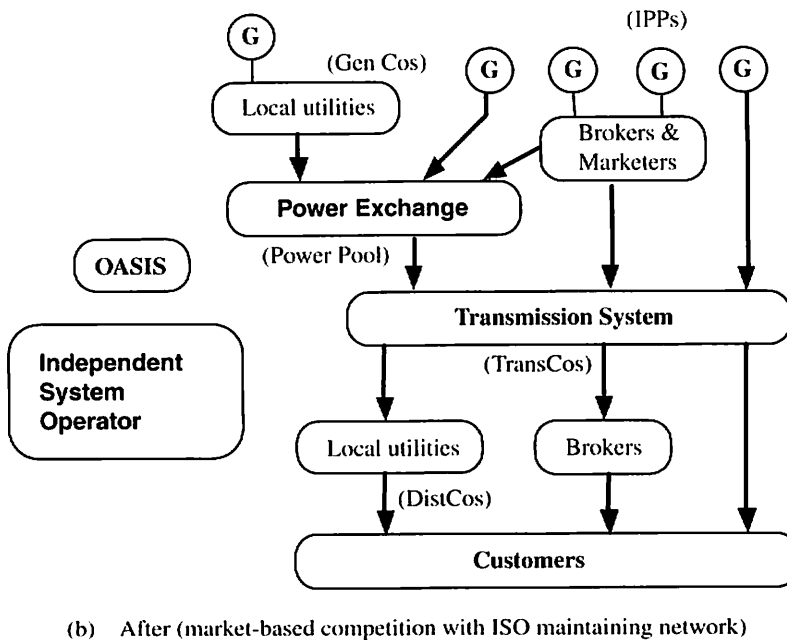 (IPPs)
G
(Gen Cos)
G
G
G
G
Local utilities
Brokers &
Marketers
Power Exchange
(Power Pool)
OASIS
Transmission System
Independent
System
Operator
(TransCos)
Local utilities
Brokers
(DistCos)
Customers
(b) After (market-based competition with ISO maintaining network)